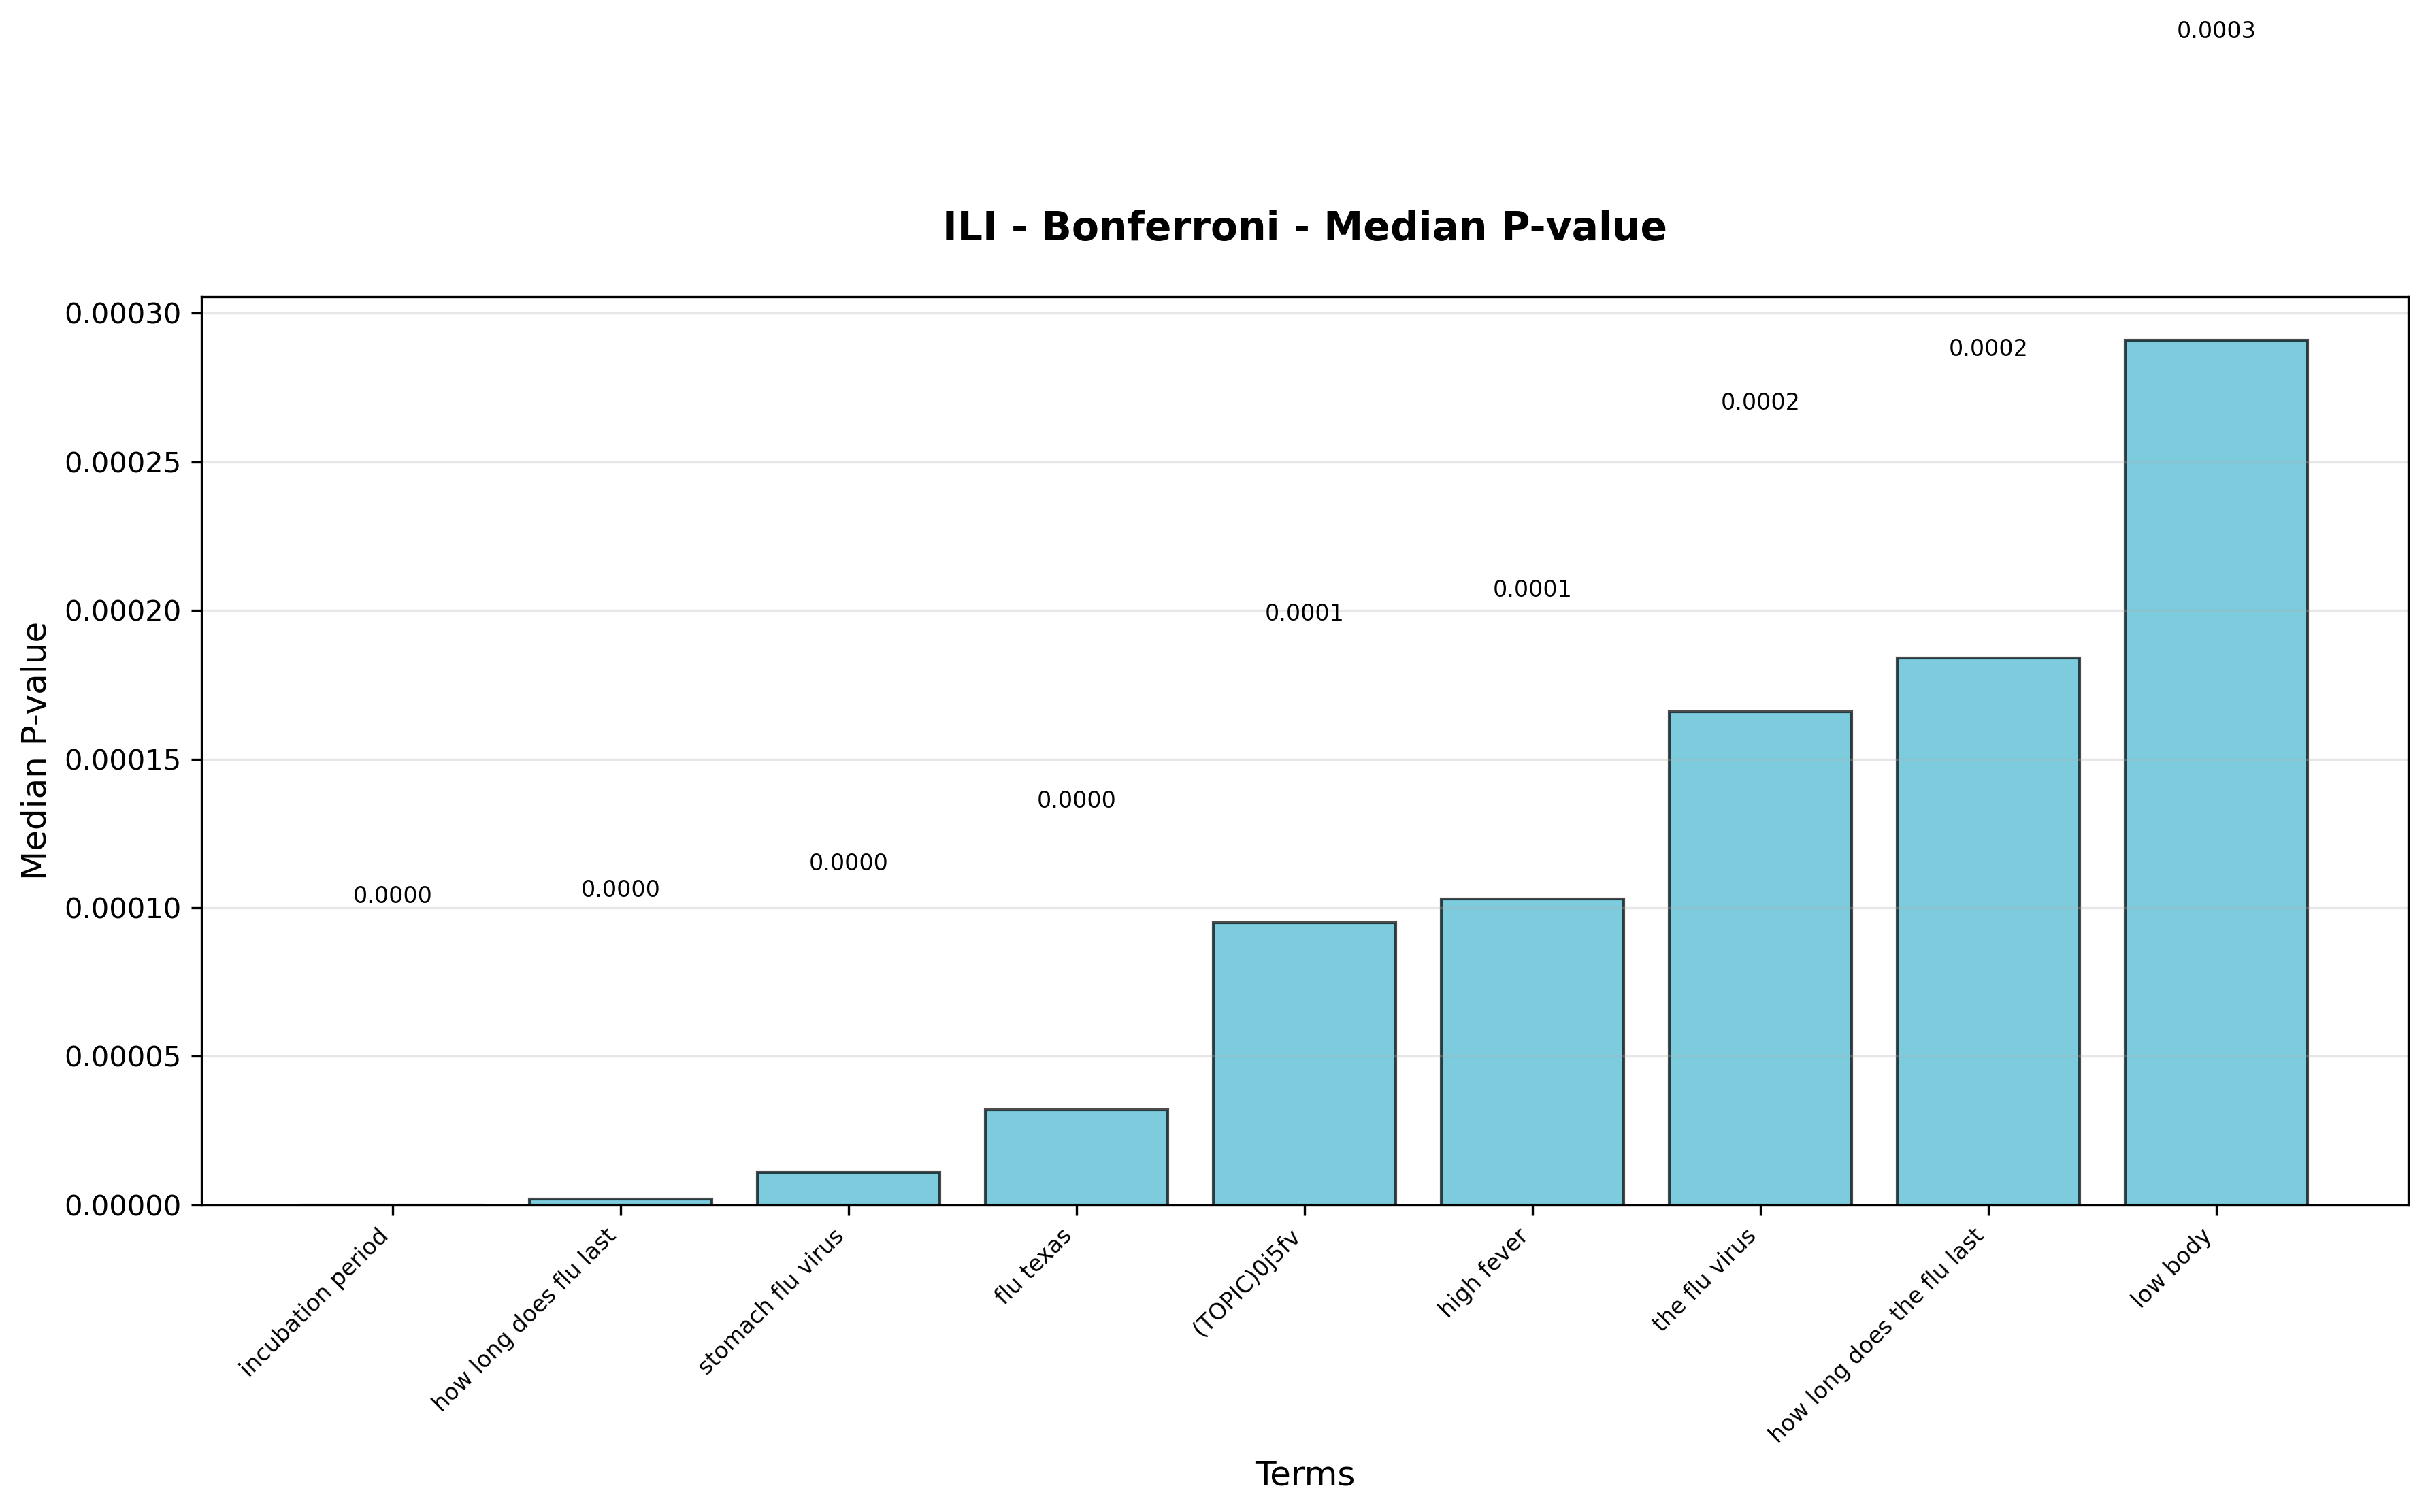 0.0003
ILI - Bonferroni - Median P-value
Median P-value
0.00030
0.00025
0.00020
0.00015
0.00010
0.00005
0.00000
0.0000
0.0000
0.0000
0.0000
0.0001
0.0001
0.0002
0.0002
incubation period
how long does flu last
stomach flu virus
flu texas
(TOPIC)0j5fv
high fever
the flu virus
how long does the flu last
low body
Terms